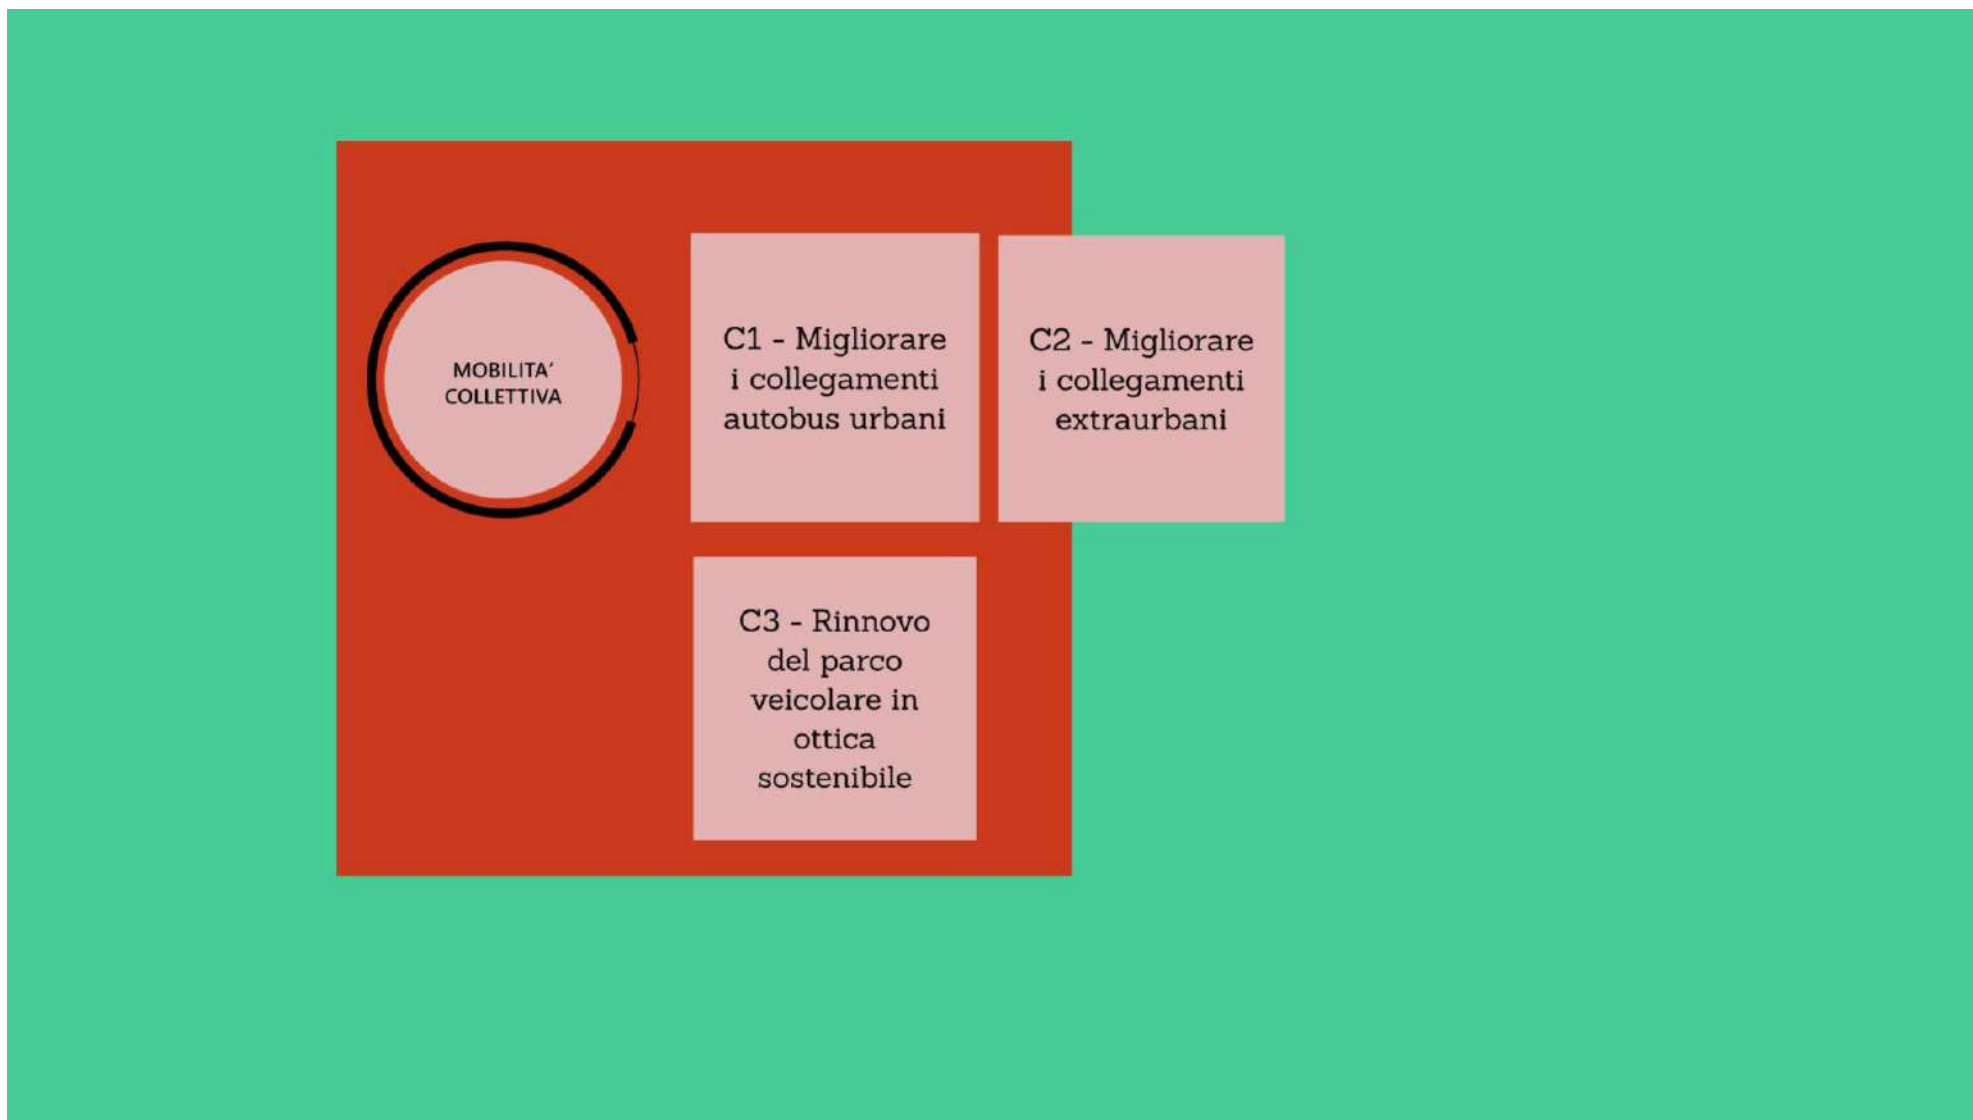 MOBILITA'
COLLETTIVA
C1 - Migliorare
i collegamenti
autobus urbani
C2 - Migliorare
i collegamenti
extraurbani
C3 - Rinnovo
del parco
veicolare in
ottica
sostenibile